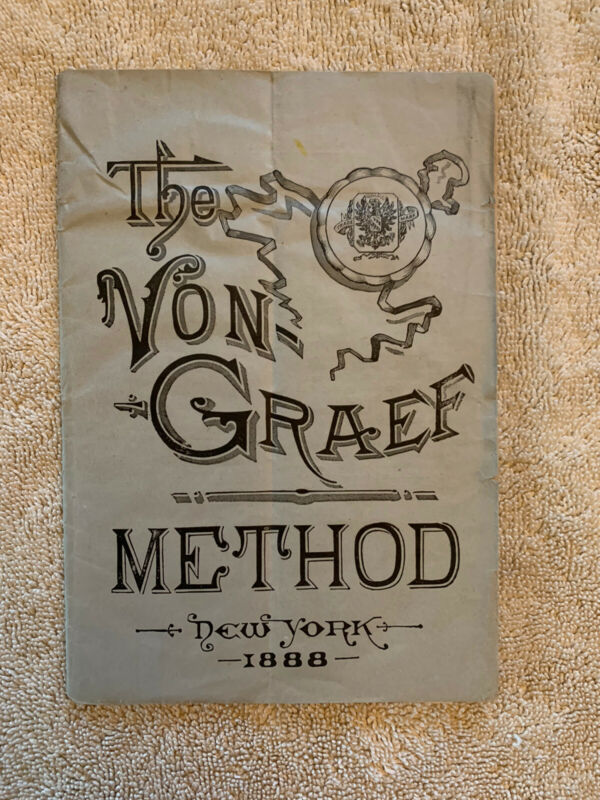 The
VON-
GRAEF
METHOD
NEW YORK
—1888—